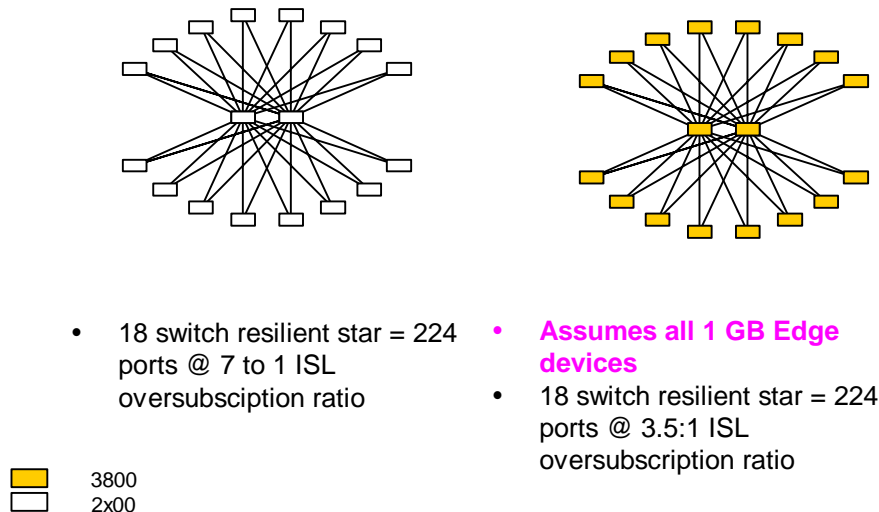 • 18 switch resilient star = 224
ports @ 7 to 1 ISL
oversubsciption ratio
• Assumes all 1 GB Edge
devices
• 18 switch resilient star = 224
ports @ 3.5:1 ISL
oversubscription ratio
3800
2x00